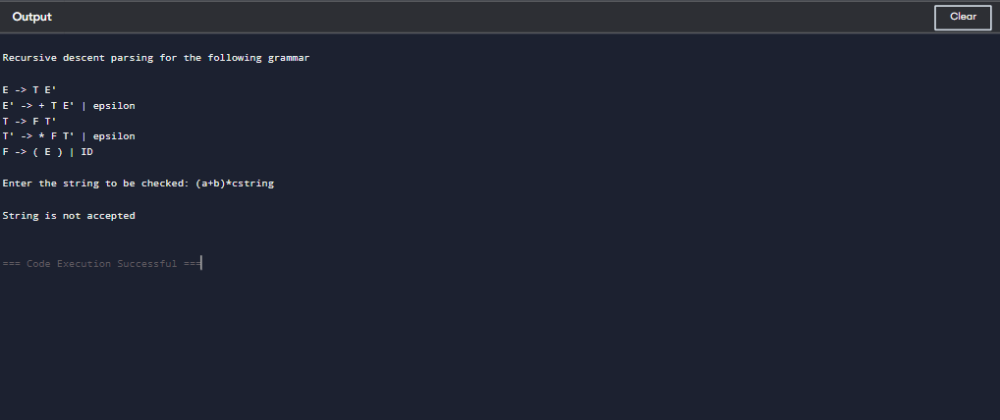 Output
Clear
Recursive descent parsing for the following grammar
E -> T E'
E' -> + T E' | epsilon
T -> F T'
T' -> * F T' | epsilon
F -> ( E ) | ID
Enter the string to be checked: (a+b)*cstring
String is not accepted
=== Code Execution Successful ===